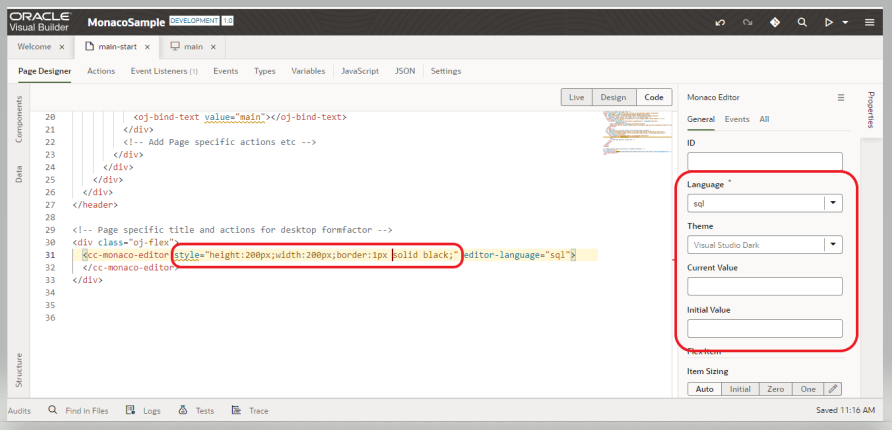 ORACLE
Visual Builder
MonacoSample DEVELOPMENT 1.0
Welcome x main-start x main x
Page Designer Actions Event Listeners (1) Events Types Variables JavaScript JSON Settings
Components
Data
Structure
Live Design Code
20 <oj-bind-text value="main"></oj-bind-text>
21 </div>
22 <!-- Add Page specific actions etc -->
23 </div>
24 </div>
25 </div>
26 </div>
27 </header>
28
29 <!-- Page specific title and actions for desktop formfactor -->
30 <div class="oj-flex">
31 <cc-monaco-editor style="height:200px;width:200px;border:1px solid black;" editor-language="sql">
32 </cc-monaco-editor>
33 </div>
34
35
36
Monaco Editor
General Events All
ID
Language *
sql
Theme
Visual Studio Dark
Current Value
Initial Value
Flex Item
Item Sizing
Auto Initial Zero One
Properties
Audits Find in Files Logs Tests Trace
Saved 11:16 AM